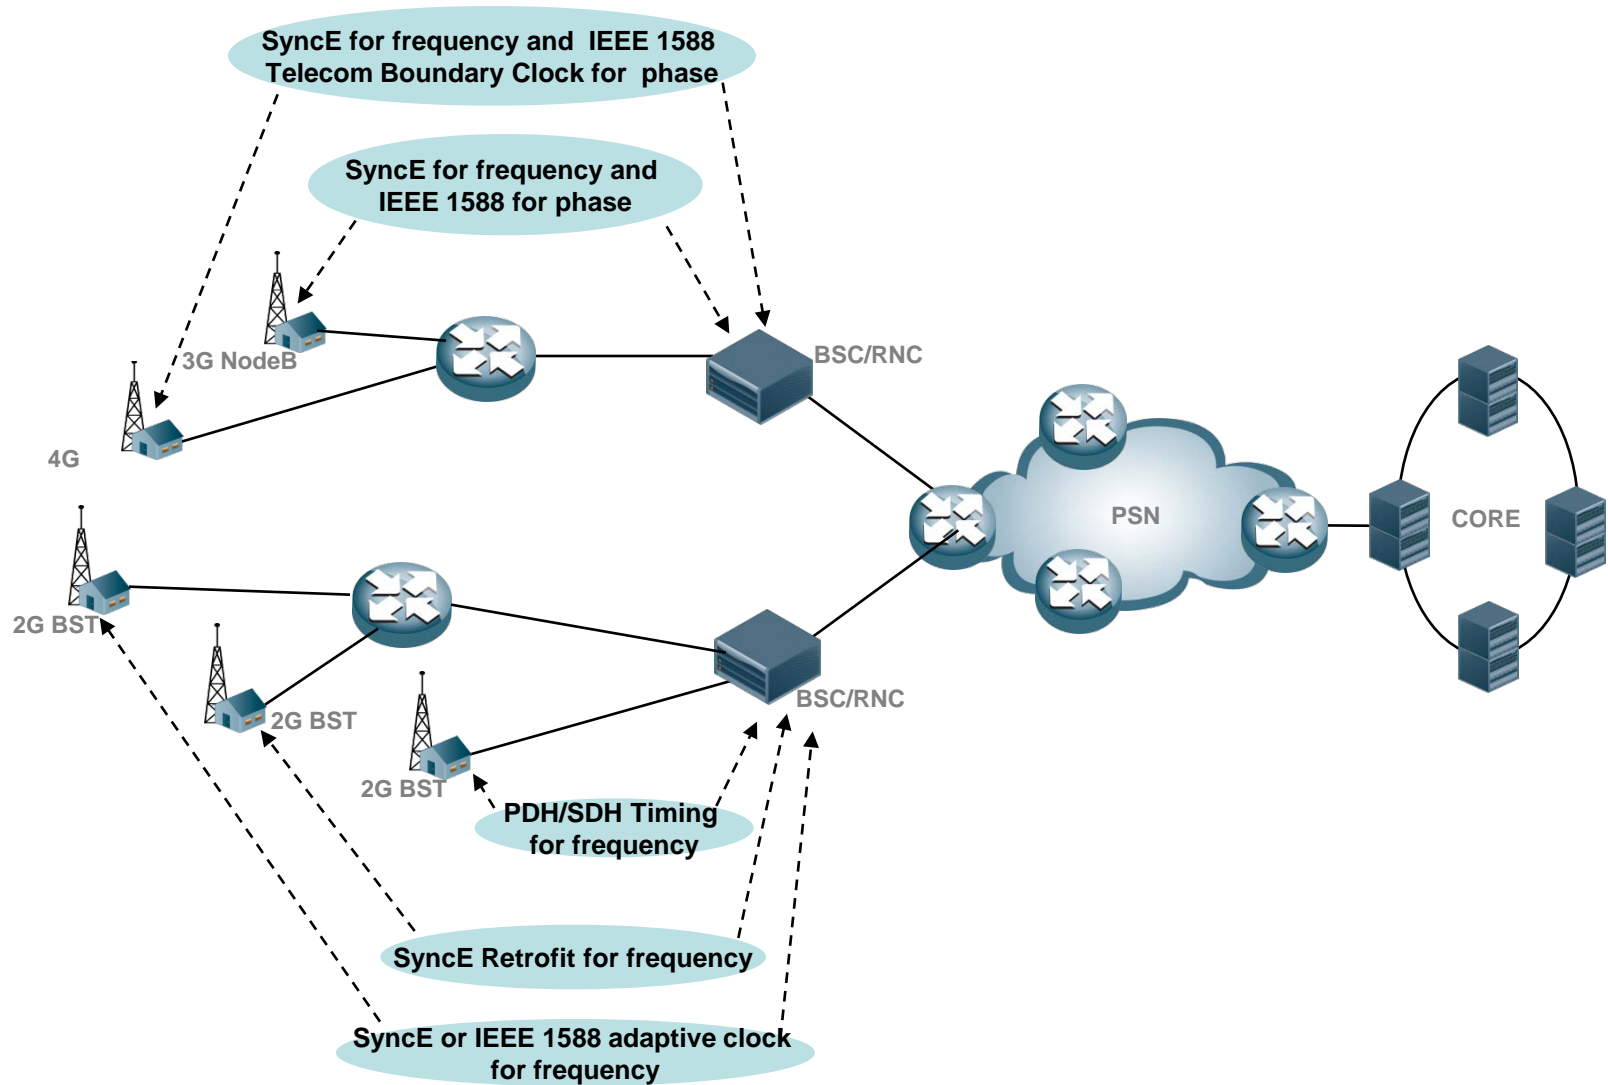 SyncE for frequency and IEEE 1588
Telecom Boundary Clock for phase
SyncE for frequency and
IEEE 1588 for phase
3G NodeB
BSC/RNC
4G
PSN
CORE
2G BST
2G BST
BSC/RNC
2G BST
PDH/SDH Timing
for frequency
SyncE Retrofit for frequency
SyncE or IEEE 1588 adaptive clock
for frequency